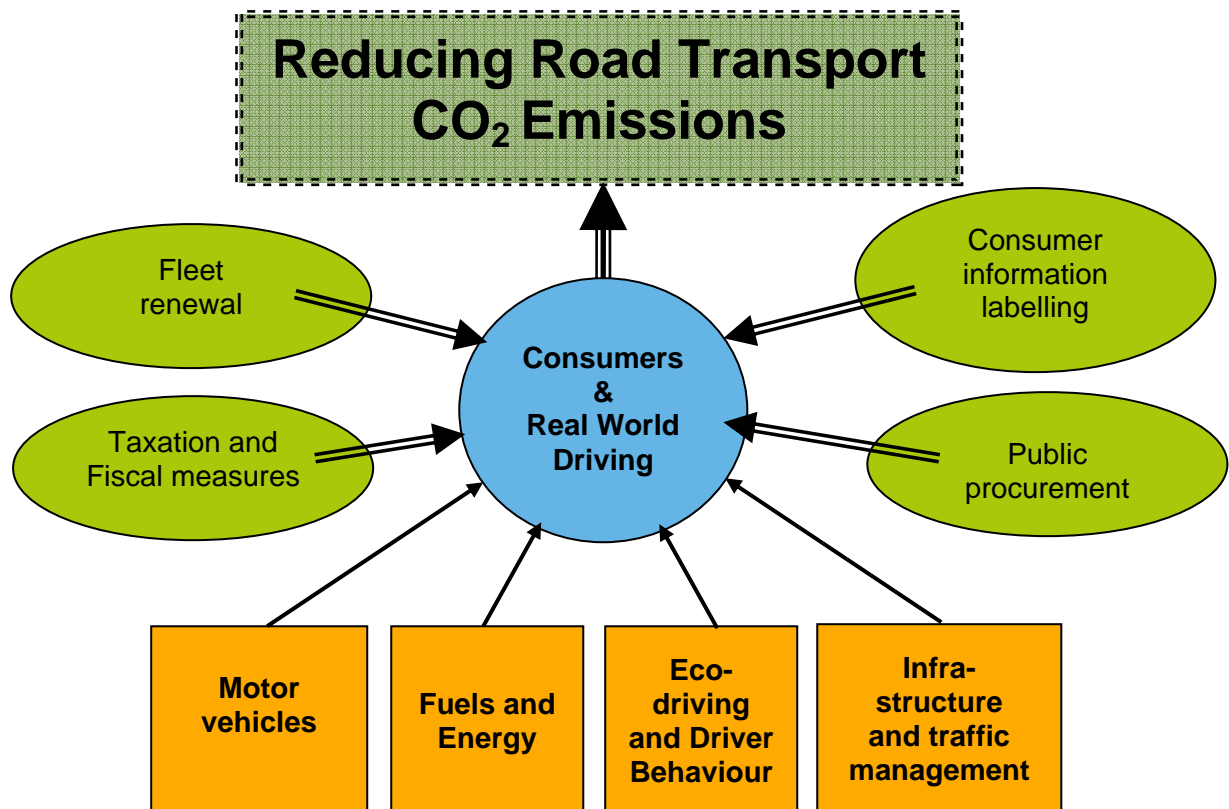 Reducing Road Transport
CO₂ Emissions
Fleet
renewal
Consumer
information
labelling
Consumers
&
Real World
Driving
Taxation and
Fiscal measures
Public
procurement
Motor
vehicles
Fuels and
Energy
Eco-
driving
and Driver
Behaviour
Infra-
structure
and traffic
management